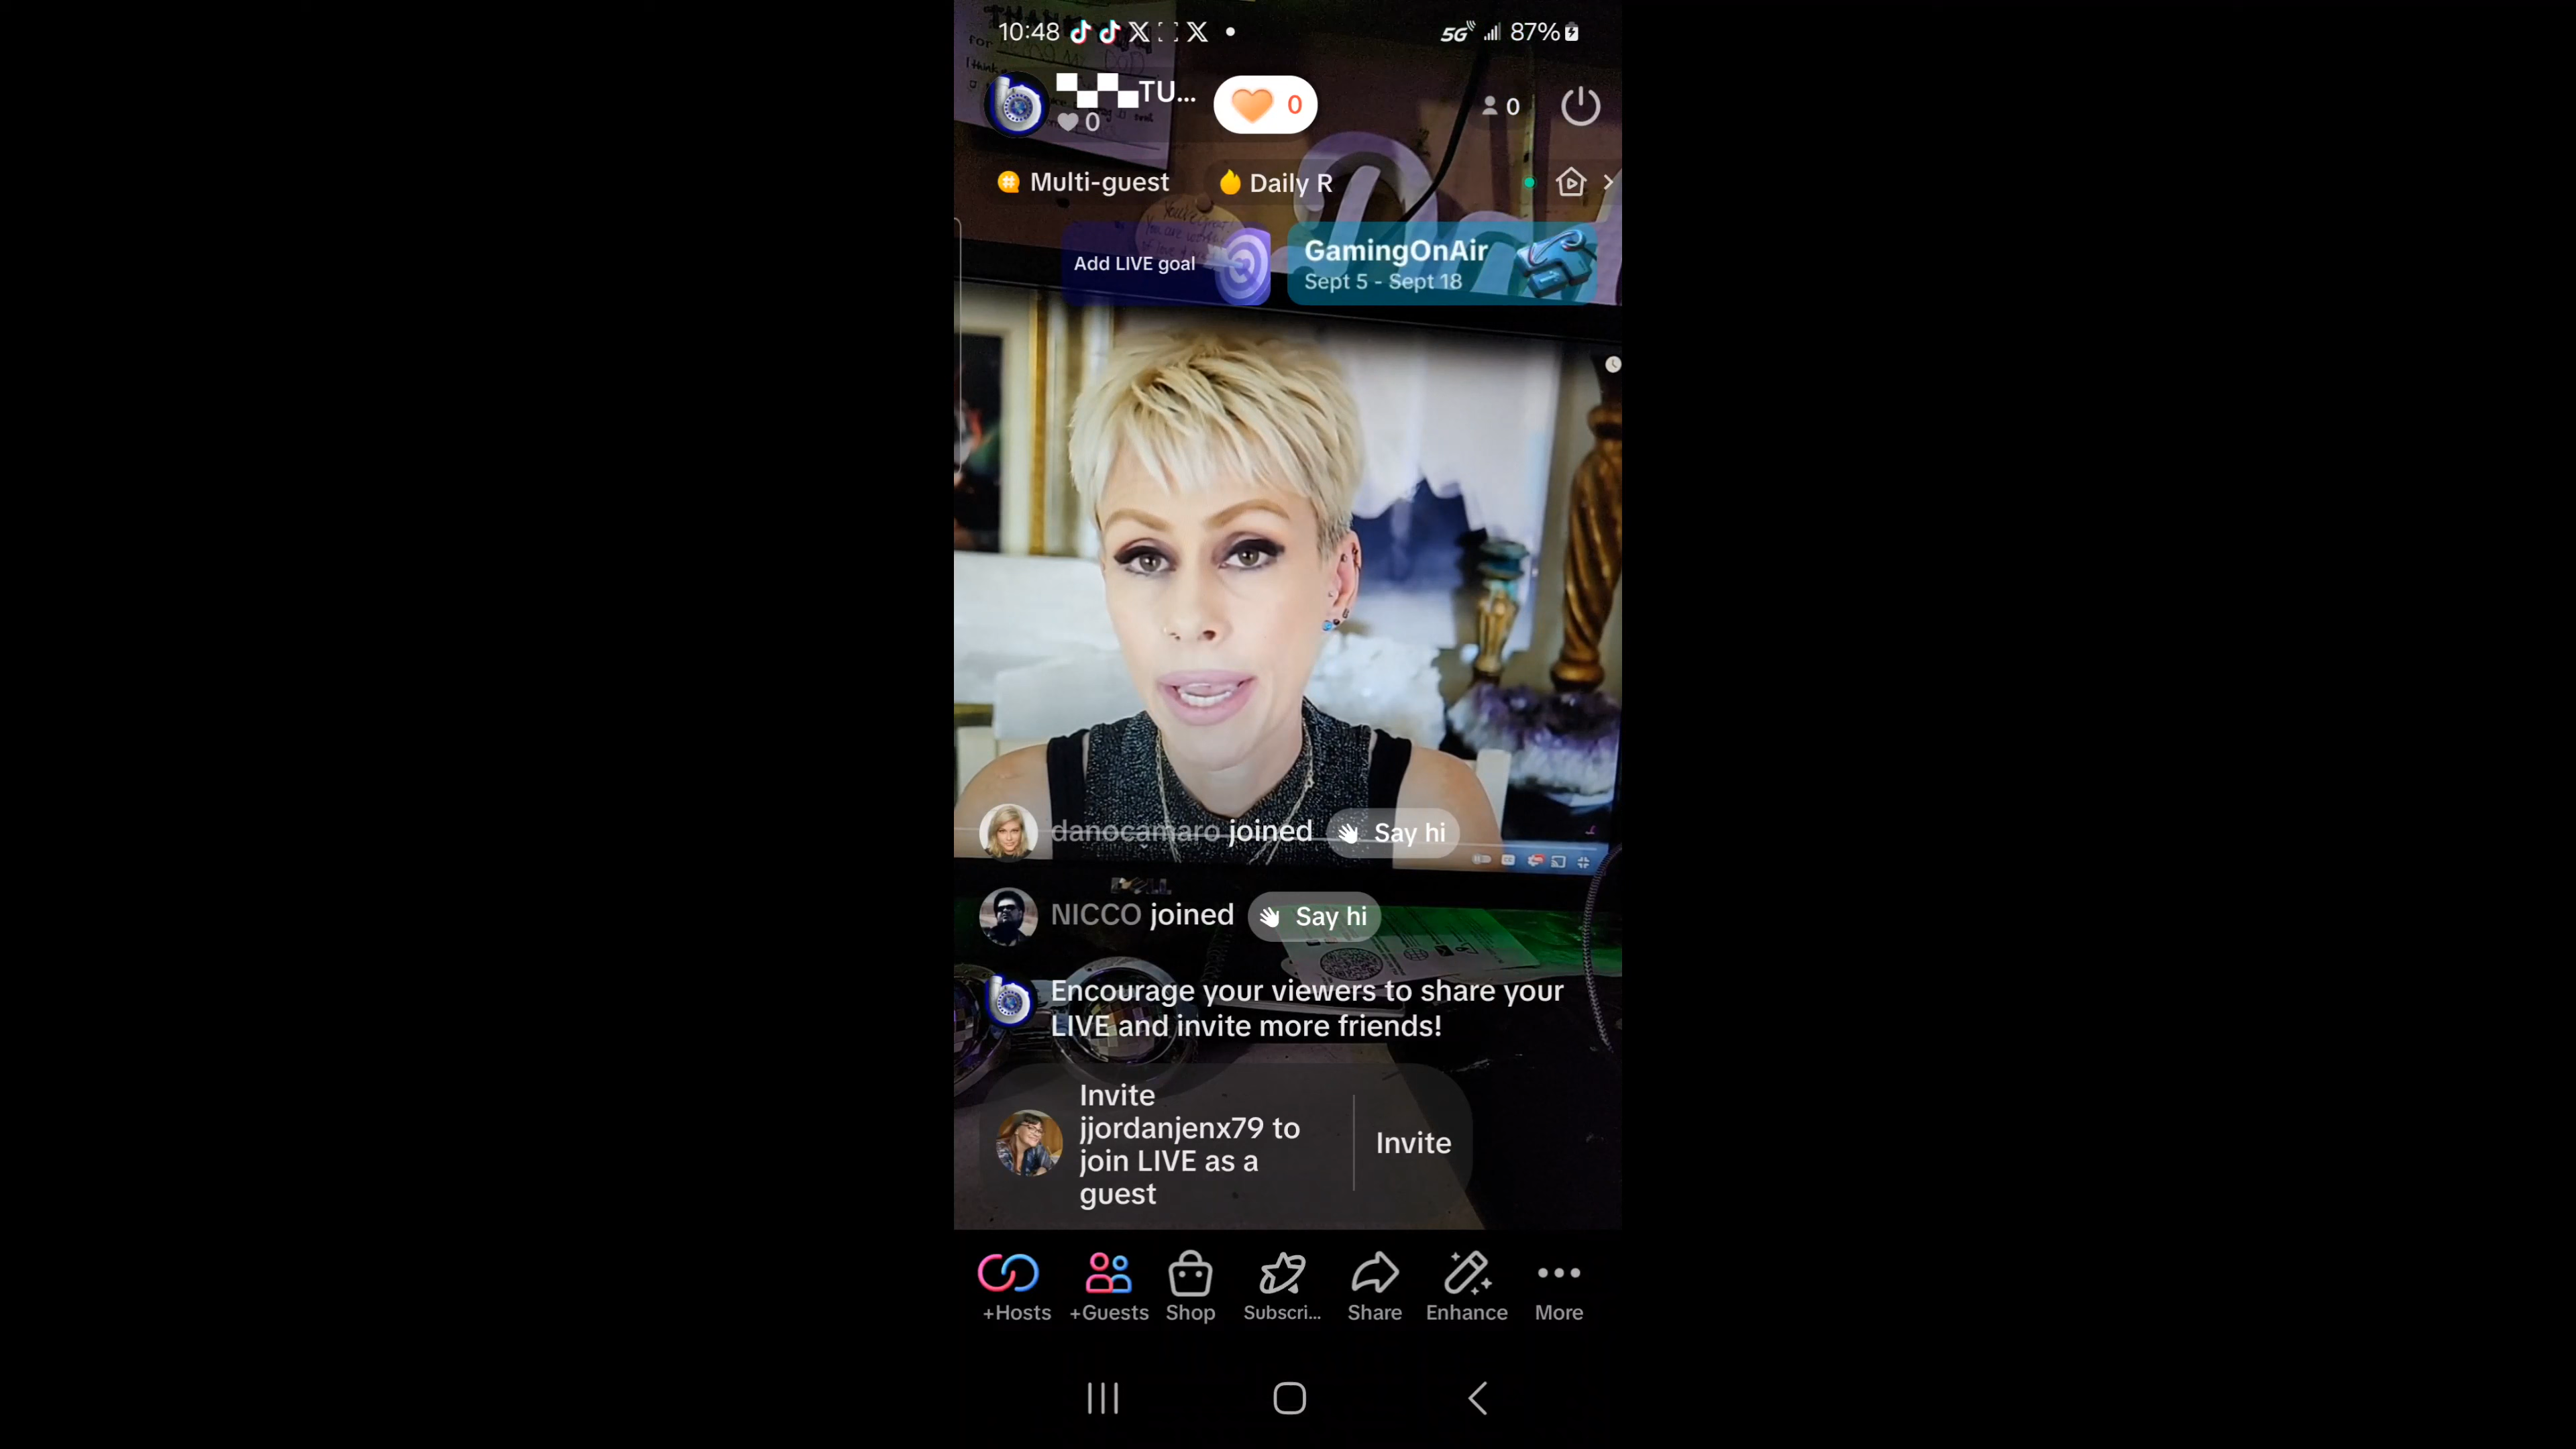 10:48
5G 87%
TU...
0
0
0
Multi-guest
Daily R
Add LIVE goal
GamingOnAir
Sept 5 - Sept 18
danocamaro joined
Say hi
NICCO joined
Say hi
Encourage your viewers to share your
LIVE and invite more friends!
Invite
jjordanjenx79 to
join LIVE as a
guest
Invite
+Hosts
+Guests
Shop
Subscri...
Share
Enhance
More